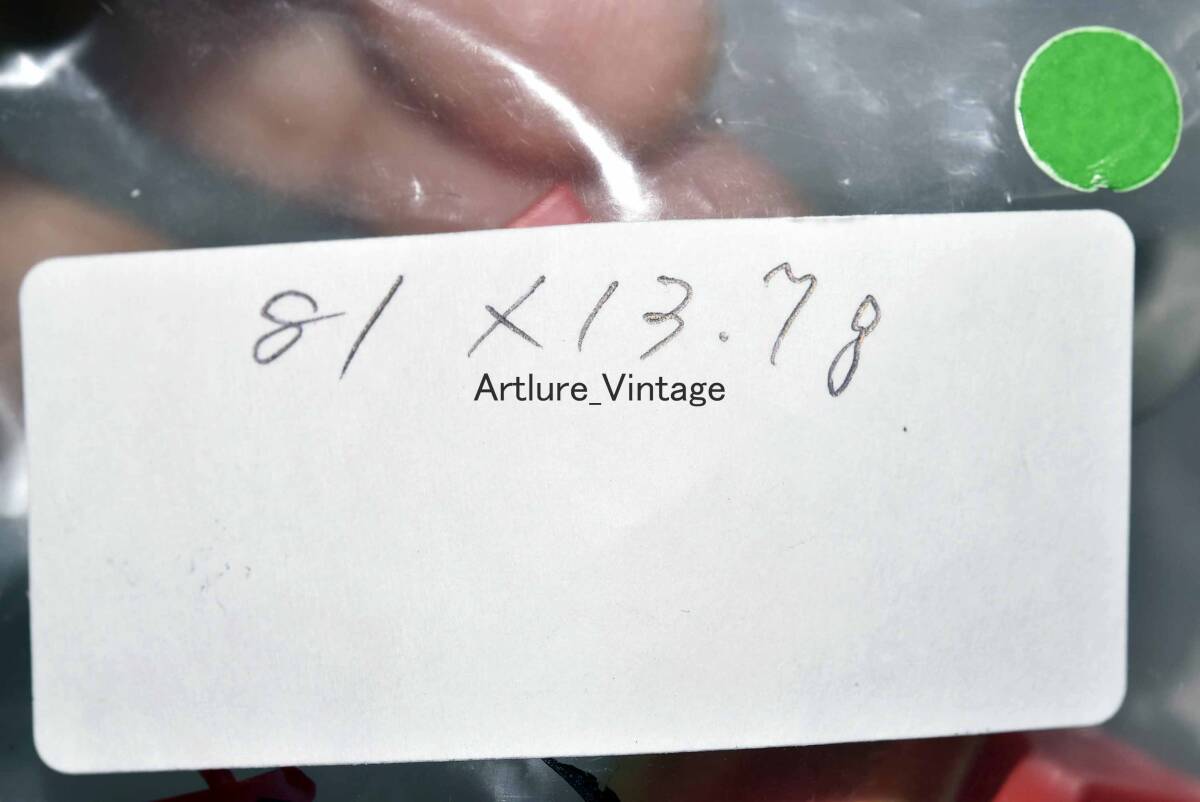 81 × 13.7g
Artlure_Vintage